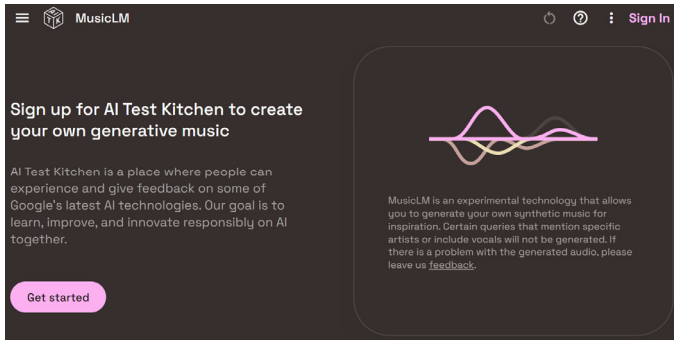 MusicLM
Sign In
Sign up for AI Test Kitchen to create
your own generative music
AI Test Kitchen is a place where people can
experience and give feedback on some of
Google's latest AI technologies. Our goal is to
learn, improve, and innovate responsibly on AI
together.
Get started
MusicLM is an experimental technology that allows
you to generate your own synthetic music for
inspiration. Certain queries that mention specific
artists or include vocals will not be generated. If
there is a problem with the generated audio, please
leave us feedback.